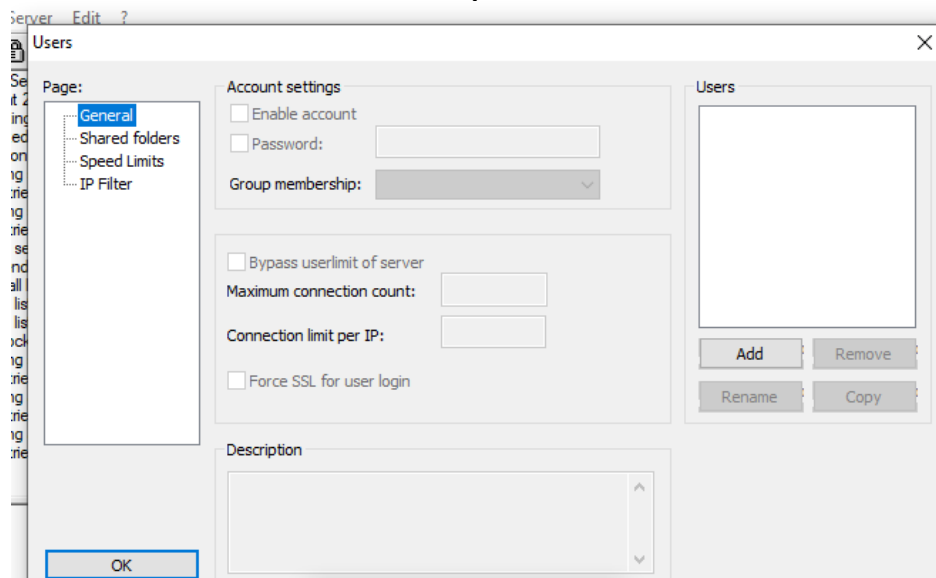 Server Edit ?
Users
Page:
General
Shared folders
Speed Limits
IP Filter
OK
Account settings
Enable account
Password:
Group membership:
Bypass userlimit of server
Maximum connection count:
Connection limit per IP:
Force SSL for user login
Description
Users
Add Remove
Rename Copy